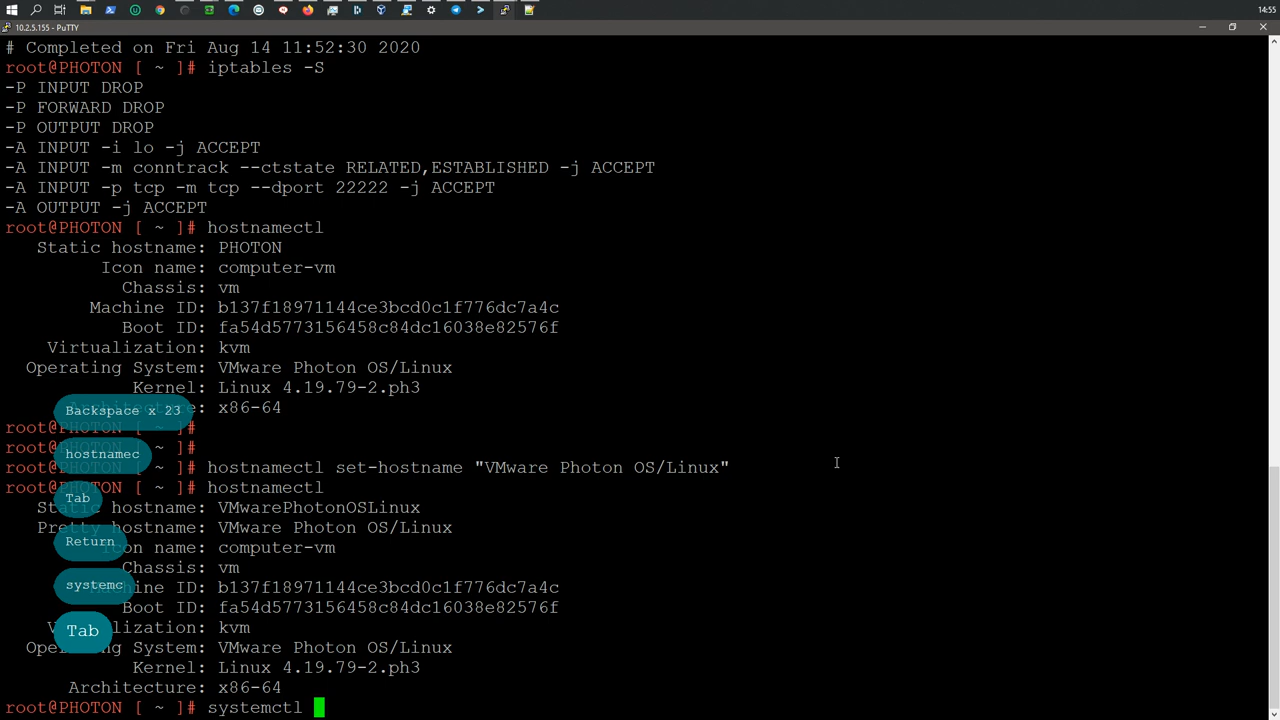 14:55
10.2.5.155 - PuTTY
# Completed on Fri Aug 14 11:52:30 2020
root@PHOTON [ ~ ]# iptables -S
-P INPUT DROP
-P FORWARD DROP
-P OUTPUT DROP
-A INPUT -i lo -j ACCEPT
-A INPUT -m conntrack --ctstate RELATED,ESTABLISHED -j ACCEPT
-A INPUT -p tcp -m tcp --dport 22222 -j ACCEPT
-A OUTPUT -j ACCEPT
root@PHOTON [ ~ ]# hostnamectl
Static hostname: PHOTON
Icon name: computer-vm
Chassis: vm
Machine ID: b137f18971144ce3bcd0c1f776dc7a4c
Boot ID: fa54d5773156458c84dc16038e82576f
Virtualization: kvm
Operating System: VMware Photon OS/Linux
Kernel: Linux 4.19.79-2.ph3
x86-64
Backspace x 23
root@PHOTON [ ~ ]#
root@PHOTON [ ~ ]#
hostnamec
root@PHOTON [ ~ ]# hostnamectl set-hostname "VMware Photon OS/Linux"
root@PHOTON [ ~ ]# hostnamectl
Tab
Static hostname: VMwarePhotonOSLinux
Pretty hostname: VMware Photon OS/Linux
Return
Icon name: computer-vm
Chassis: vm
systemc
Machine ID: b137f18971144ce3bcd0c1f776dc7a4c
Boot ID: fa54d5773156458c84dc16038e82576f
Tab
Virtualization: kvm
Operating System: VMware Photon OS/Linux
Kernel: Linux 4.19.79-2.ph3
Architecture: x86-64
root@PHOTON [ ~ ]# systemctl